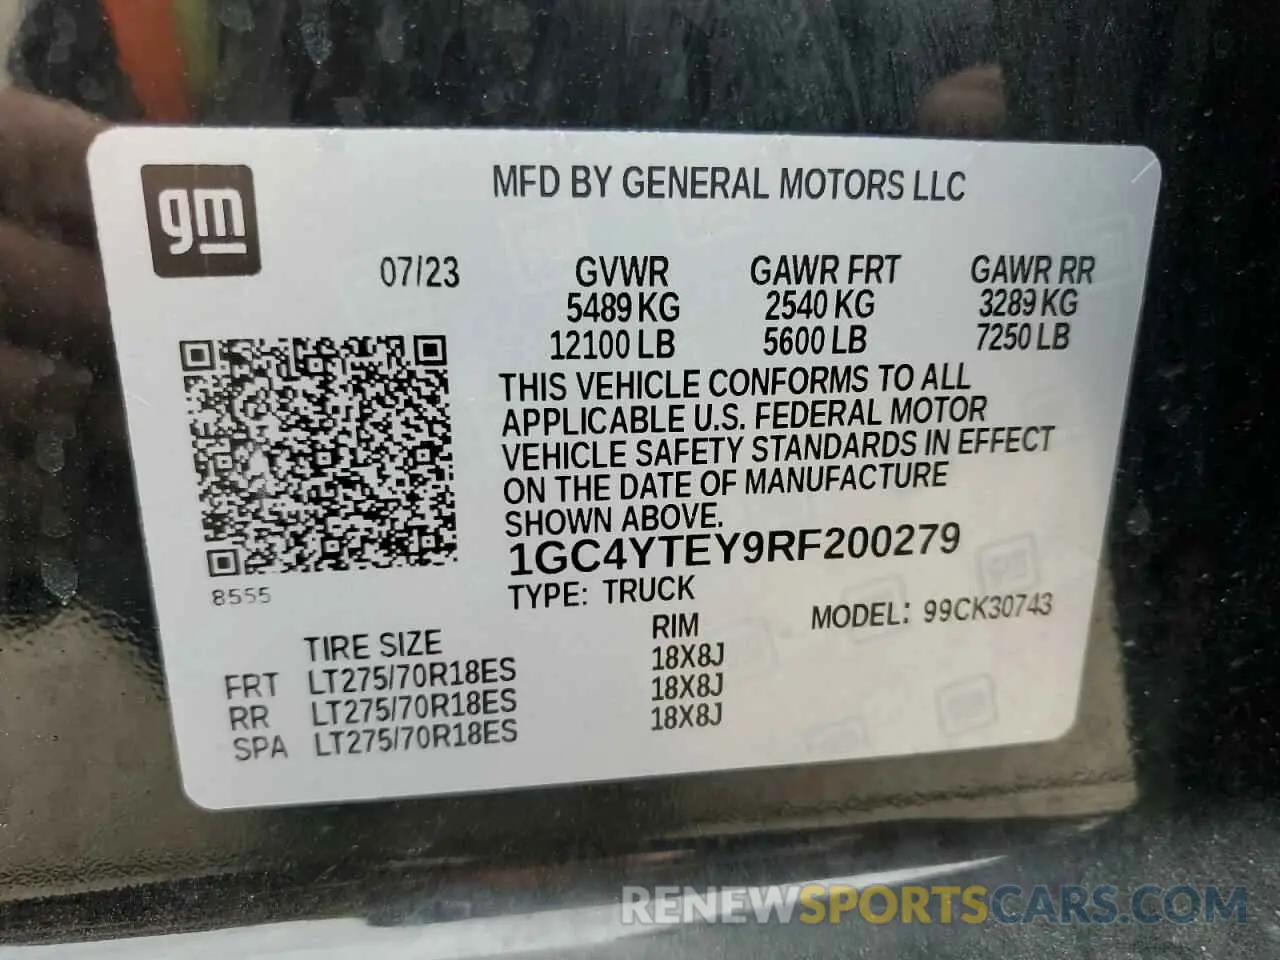 gm
MFD BY GENERAL MOTORS LLC
07/23
GVWR GAWR FRT GAWR RR
5489 KG 2540 KG 3289 KG
12100 LB 5600 LB 7250 LB
THIS VEHICLE CONFORMS TO ALL
APPLICABLE U.S. FEDERAL MOTOR
VEHICLE SAFETY STANDARDS IN EFFECT
ON THE DATE OF MANUFACTURE
SHOWN ABOVE.
1GC4YTEY9RF200279
8555
TYPE: TRUCK MODEL: 99CK30743
TIRE SIZE RIM
FRT LT275/70R18ES 18X8J
RR LT275/70R18ES 18X8J
SPA LT275/70R18ES 18X8J
RENEWSPORTSCARS.COM